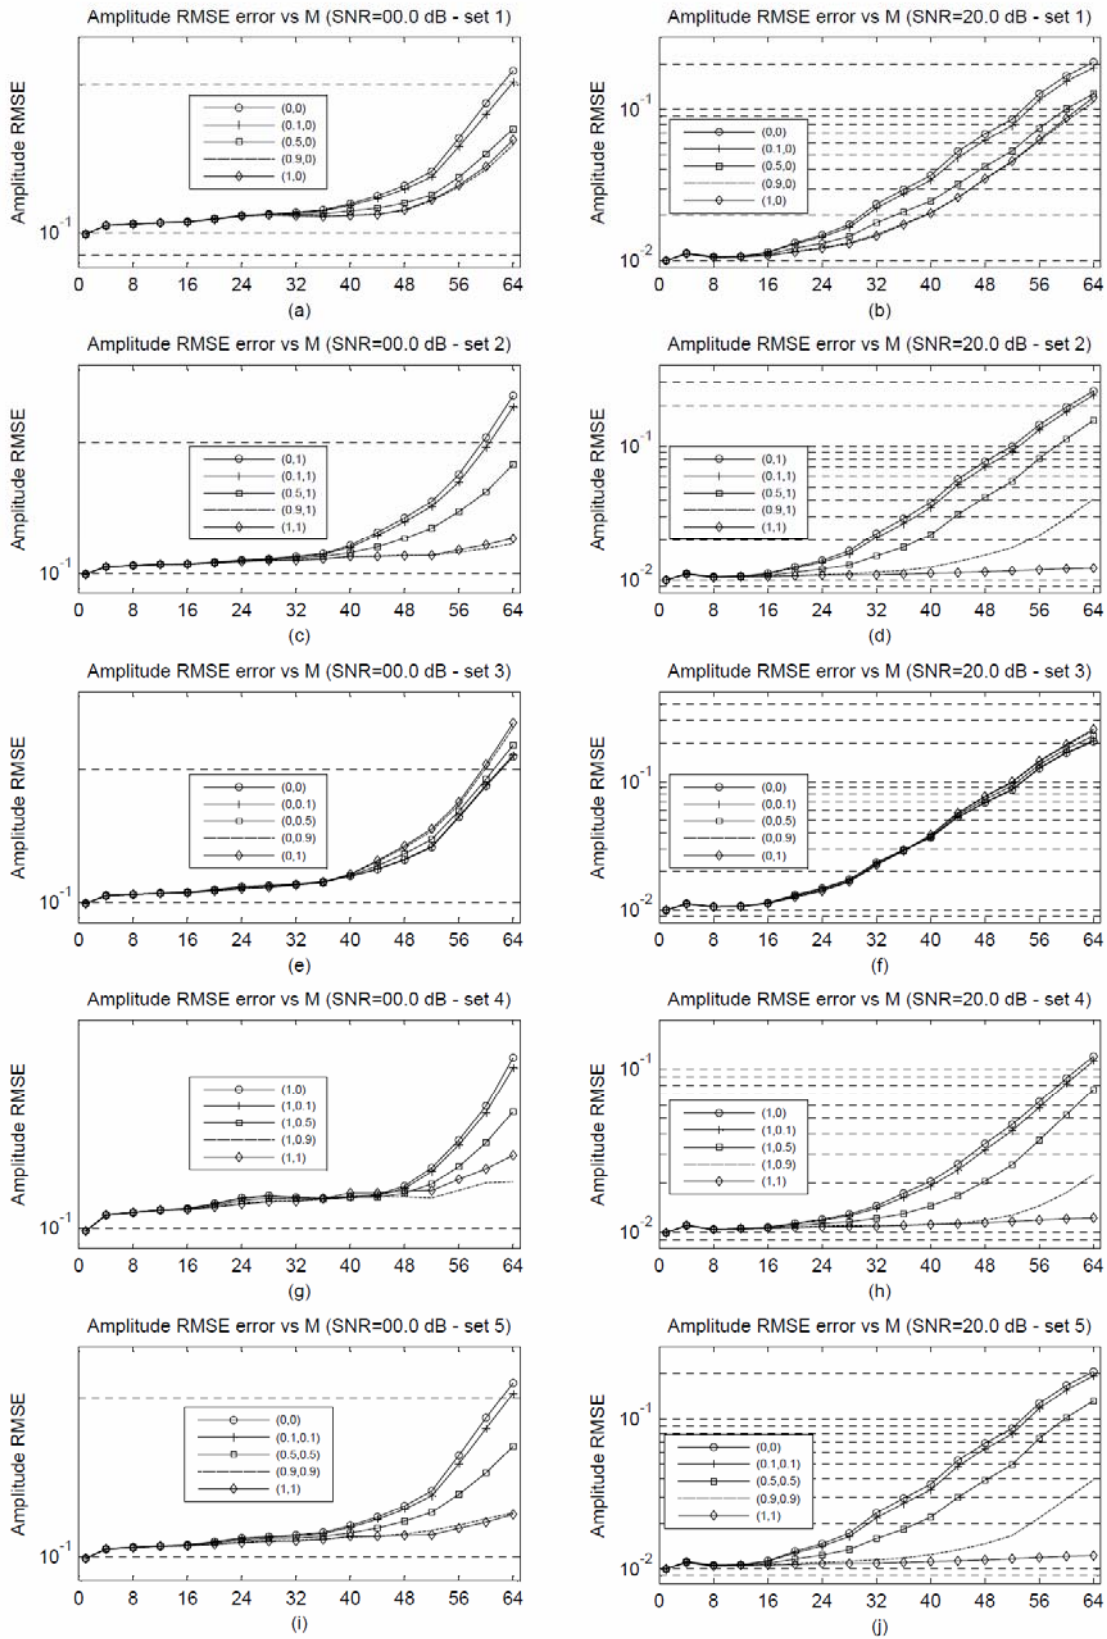 Amplitude RMSE error vs M (SNR=00.0 dB - set 1)
Amplitude RMSE
10^-1
(0,0)
(0.1,0)
(0.5,0)
(0.9,0)
(1,0)
0 8 16 24 32 40 48 56 64
(a)
Amplitude RMSE error vs M (SNR=20.0 dB - set 1)
Amplitude RMSE
10^-1
10^-2
(0,0)
(0.1,0)
(0.5,0)
(0.9,0)
(1,0)
0 8 16 24 32 40 48 56 64
(b)
Amplitude RMSE error vs M (SNR=00.0 dB - set 2)
Amplitude RMSE
10^-1
(0,1)
(0.1,1)
(0.5,1)
(0.9,1)
(1,1)
0 8 16 24 32 40 48 56 64
(c)
Amplitude RMSE error vs M (SNR=20.0 dB - set 2)
Amplitude RMSE
10^-1
10^-2
(0,1)
(0.1,1)
(0.5,1)
(0.9,1)
(1,1)
0 8 16 24 32 40 48 56 64
(d)
Amplitude RMSE error vs M (SNR=00.0 dB - set 3)
Amplitude RMSE
10^-1
(0,0)
(0,0.1)
(0,0.5)
(0,0.9)
(0,1)
0 8 16 24 32 40 48 56 64
(e)
Amplitude RMSE error vs M (SNR=20.0 dB - set 3)
Amplitude RMSE
10^-1
10^-2
(0,0)
(0,0.1)
(0,0.5)
(0,0.9)
(0,1)
0 8 16 24 32 40 48 56 64
(f)
Amplitude RMSE error vs M (SNR=00.0 dB - set 4)
Amplitude RMSE
10^-1
(1,0)
(1,0.1)
(1,0.5)
(1,0.9)
(1,1)
0 8 16 24 32 40 48 56 64
(g)
Amplitude RMSE error vs M (SNR=20.0 dB - set 4)
Amplitude RMSE
10^-1
10^-2
(1,0)
(1,0.1)
(1,0.5)
(1,0.9)
(1,1)
0 8 16 24 32 40 48 56 64
(h)
Amplitude RMSE error vs M (SNR=00.0 dB - set 5)
Amplitude RMSE
10^-1
(0,0)
(0.1,0.1)
(0.5,0.5)
(0.9,0.9)
(1,1)
0 8 16 24 32 40 48 56 64
(i)
Amplitude RMSE error vs M (SNR=20.0 dB - set 5)
Amplitude RMSE
10^-1
10^-2
(0,0)
(0.1,0.1)
(0.5,0.5)
(0.9,0.9)
(1,1)
0 8 16 24 32 40 48 56 64
(j)